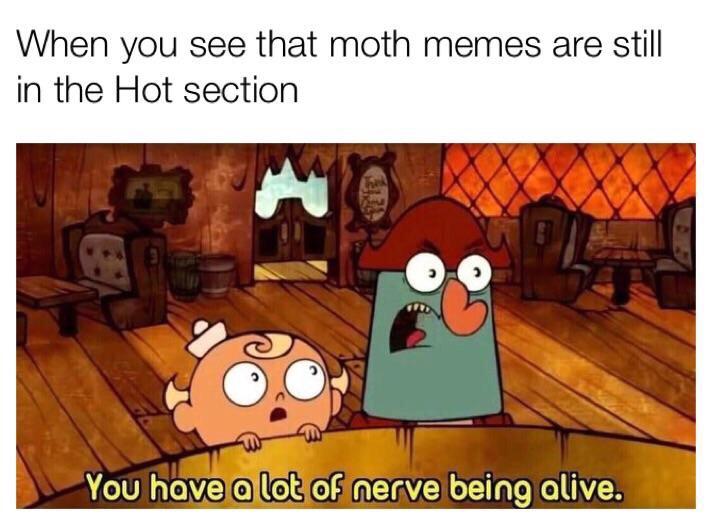 When you see that moth memes are still
in the Hot section
You have a lot of nerve being alive.